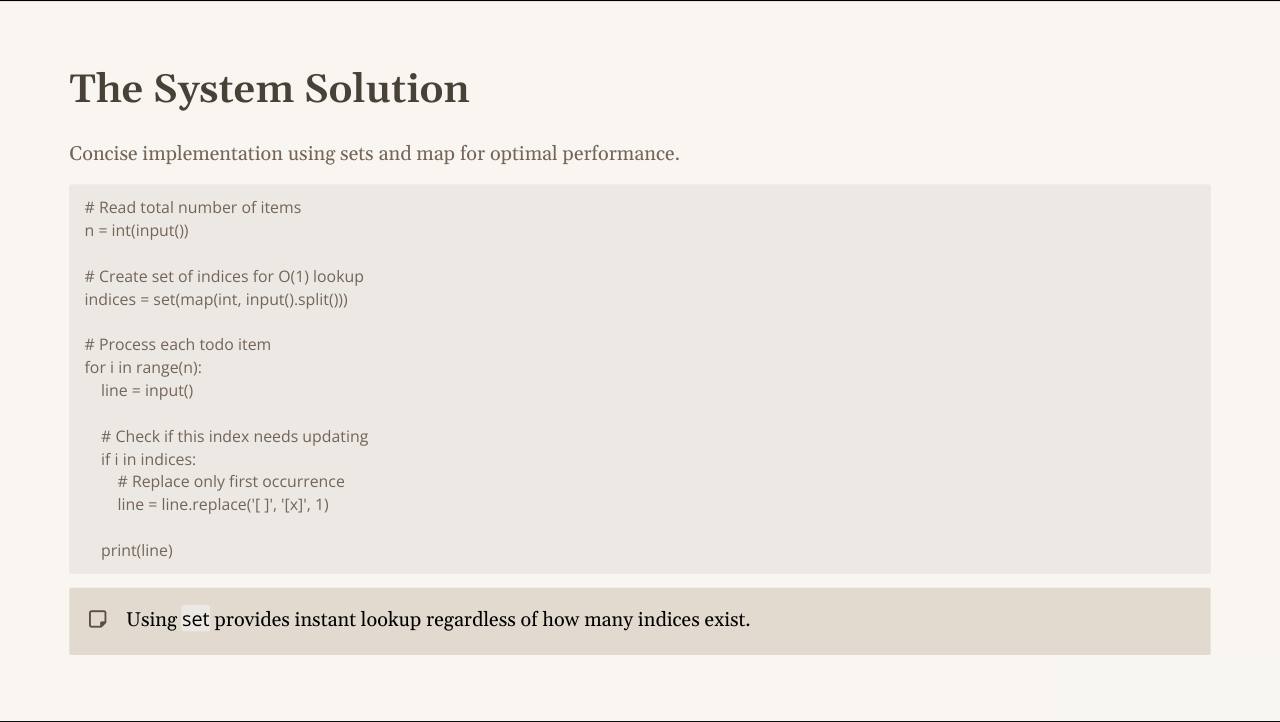 The System Solution
Concise implementation using sets and map for optimal performance.
# Read total number of items
n = int(input())
# Create set of indices for O(1) lookup
indices = set(map(int, input().split()))
# Process each todo item
for i in range(n):
    line = input()
    # Check if this index needs updating
    if i in indices:
        # Replace only first occurrence
        line = line.replace('[ ]', '[x]', 1)
    print(line)
Using set provides instant lookup regardless of how many indices exist.